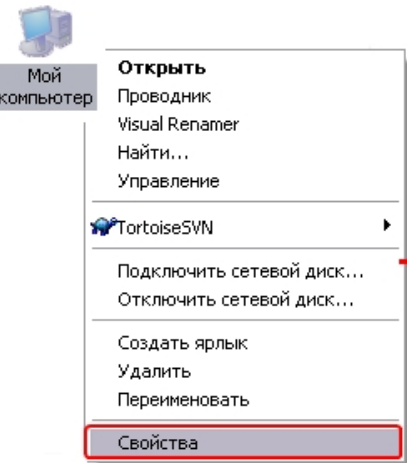 Мой
компьютер
Открыть
Проводник
Visual Renamer
Найти...
Управление
TortoiseSVN
Подключить сетевой диск...
Отключить сетевой диск...
Создать ярлык
Удалить
Переименовать
Свойства